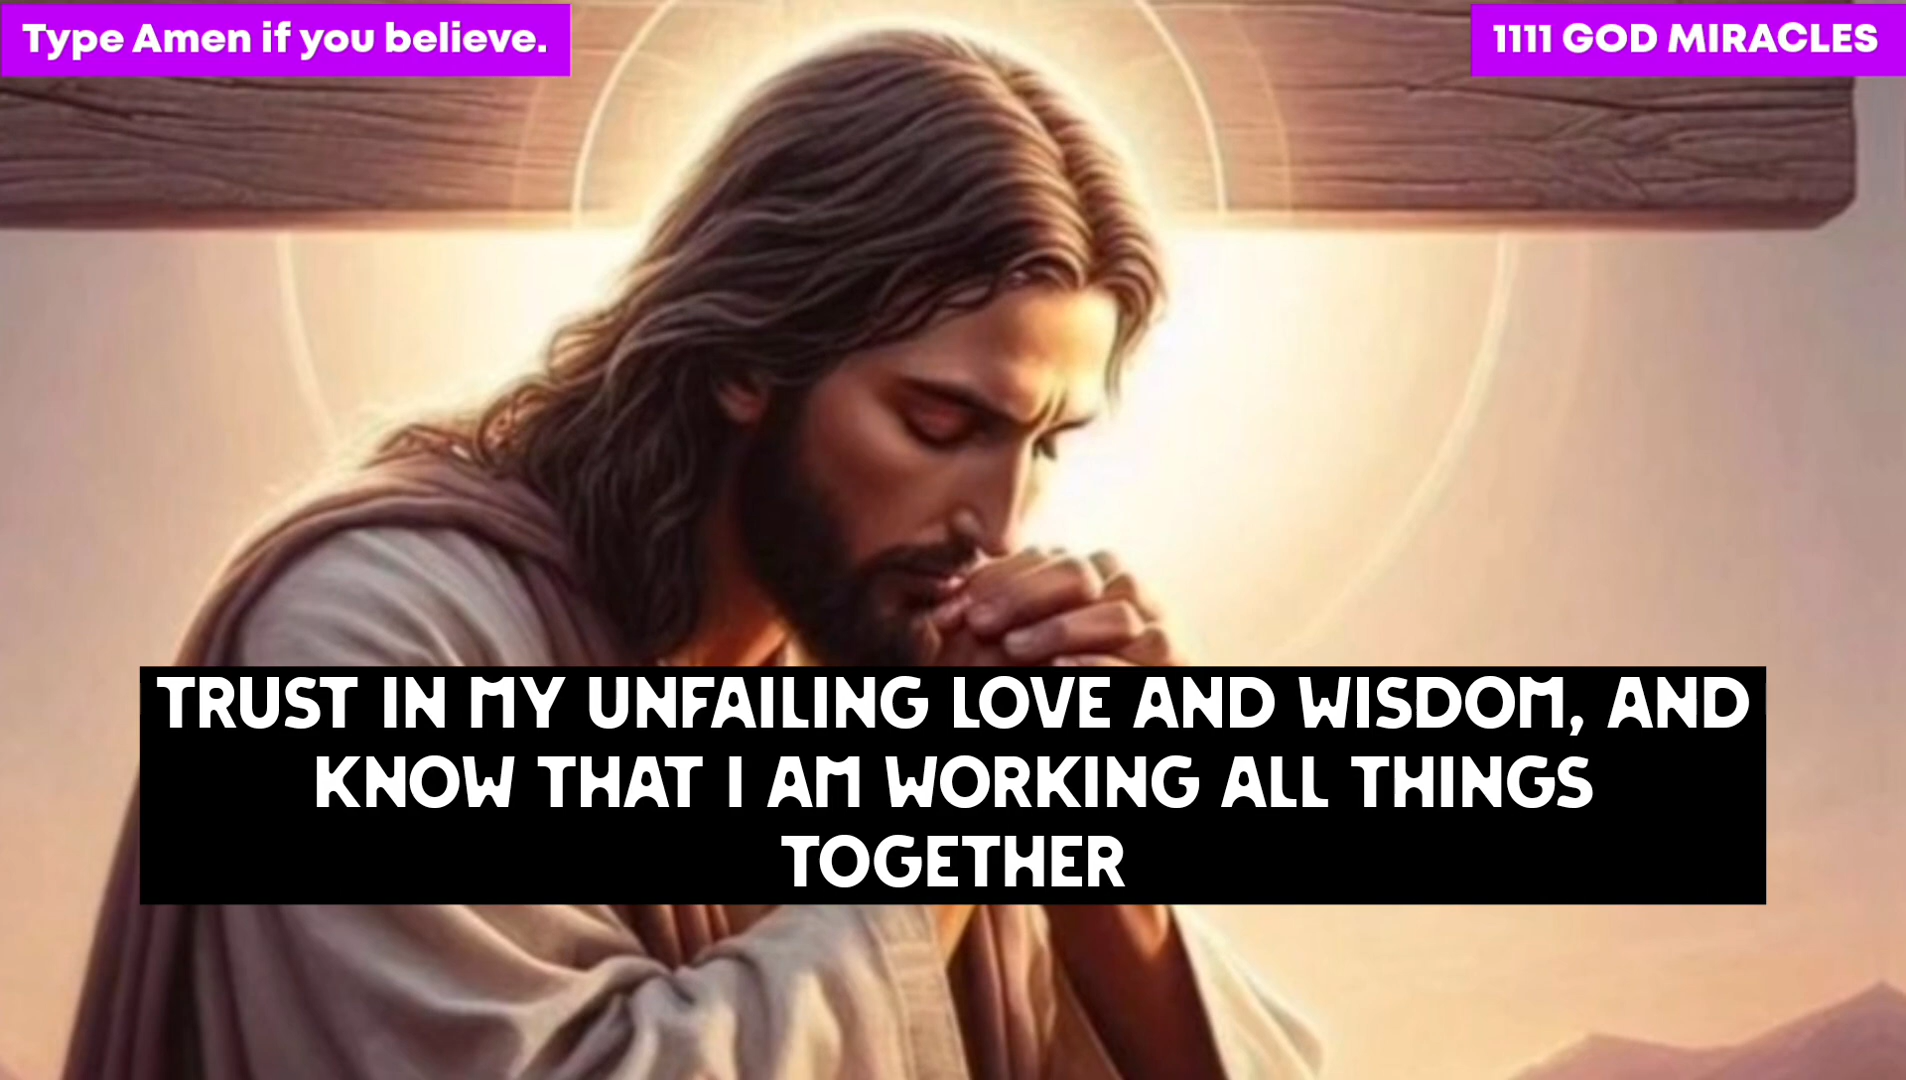 Type Amen if you believe.
1111 GOD MIRACLES
TRUST IN MY UNFAILING LOVE AND WISDOM, AND
KNOW THAT I AM WORKING ALL THINGS
TOGETHER